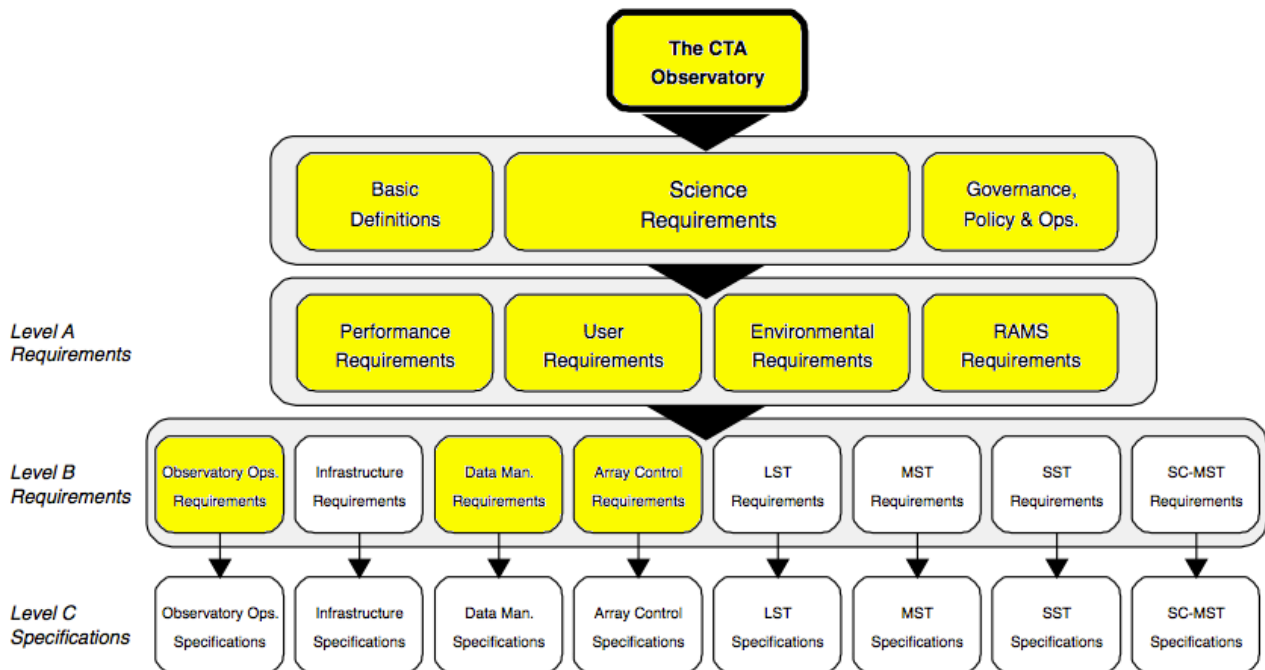 The CTA
Observatory
Basic
Definitions
Science
Requirements
Governance,
Policy & Ops.
Level A
Requirements
Performance
Requirements
User
Requirements
Environmental
Requirements
RAMS
Requirements
Level B
Requirements
Observatory Ops.
Requirements
Infrastructure
Requirements
Data Man.
Requirements
Array Control
Requirements
LST
Requirements
MST
Requirements
SST
Requirements
SC-MST
Requirements
Level C
Specifications
Observatory Ops.
Specifications
Infrastructure
Specifications
Data Man.
Specifications
Array Control
Specifications
LST
Specifications
MST
Specifications
SST
Specifications
SC-MST
Specifications